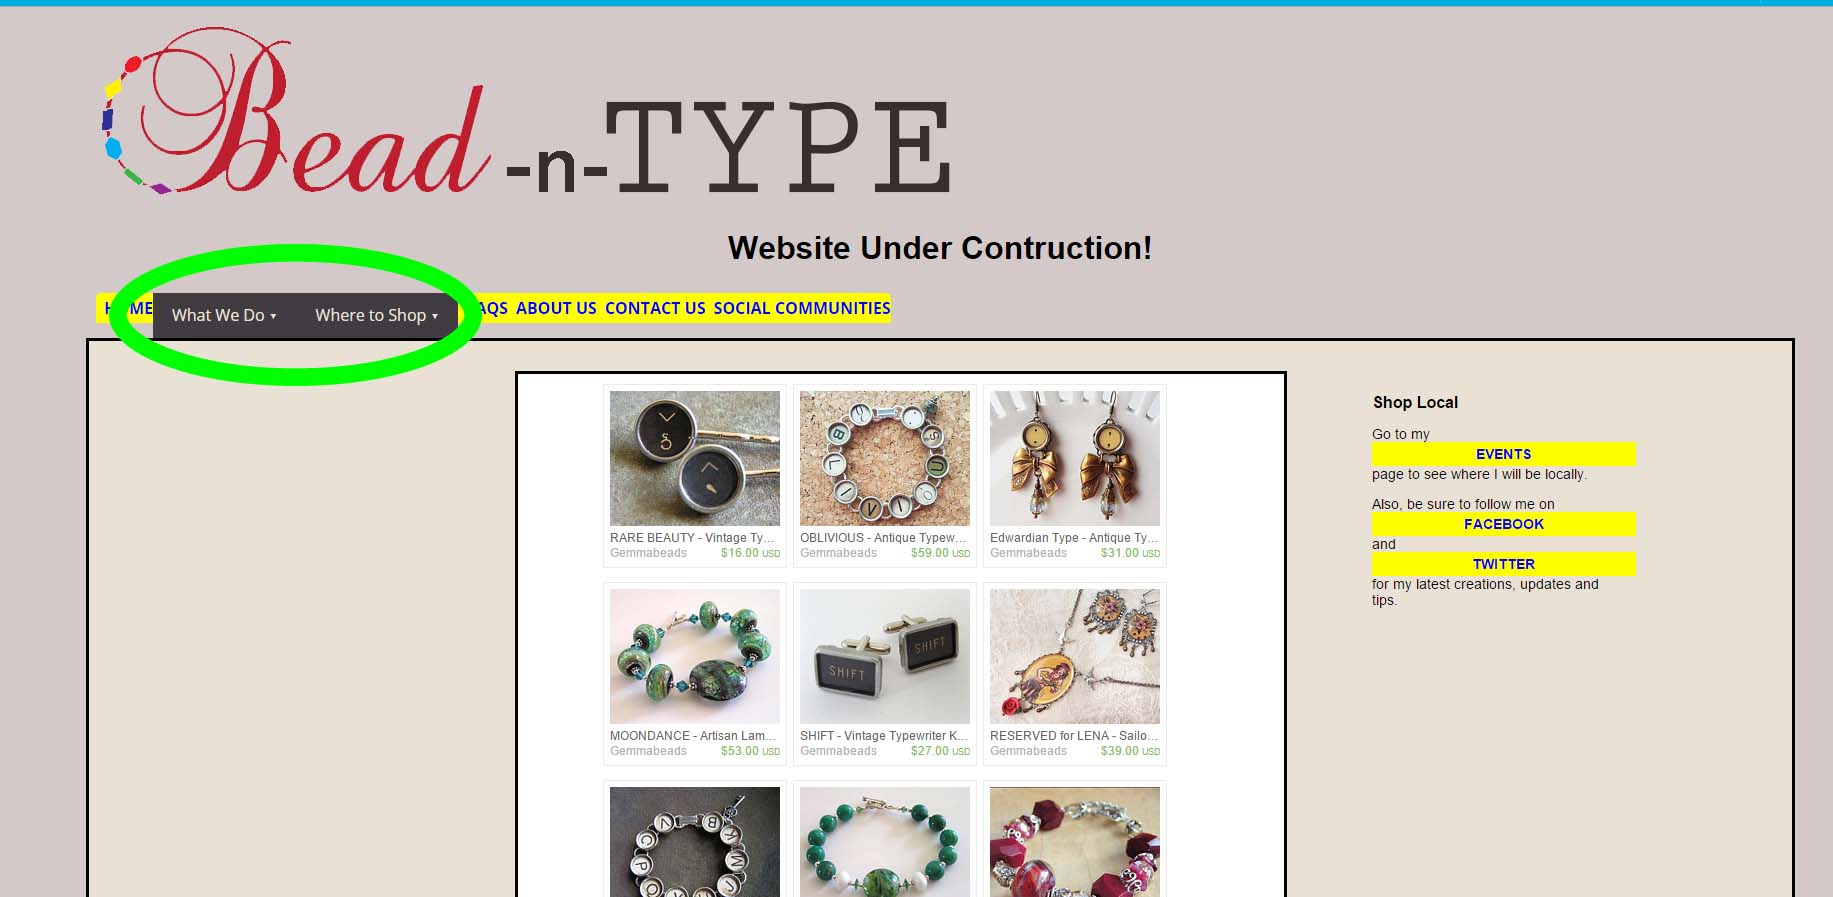 Bead -n-TYPE
Website Under Contruction!
What We Do ▾ Where to Shop ▾ AQS ABOUT US CONTACT US SOCIAL COMMUNITIES
Shop Local
Go to my
EVENTS
page to see where I will be locally.
Also, be sure to follow me on
FACEBOOK
and
TWITTER
for my latest creations, updates and
tips.
RARE BEAUTY - Vintage Ty... OBLIVIOUS - Antique Typew... Edwardian Type - Antique Ty...
Gemmabeads $16.00 USD Gemmabeads $59.00 USD Gemmabeads $31.00 USD
SHIFT SHIFT
MOONDANCE - Artisan Lam... SHIFT - Vintage Typewriter K... RESERVED for LENA - Sailo...
Gemmabeads $53.00 USD Gemmabeads $27.00 USD Gemmabeads $39.00 USD